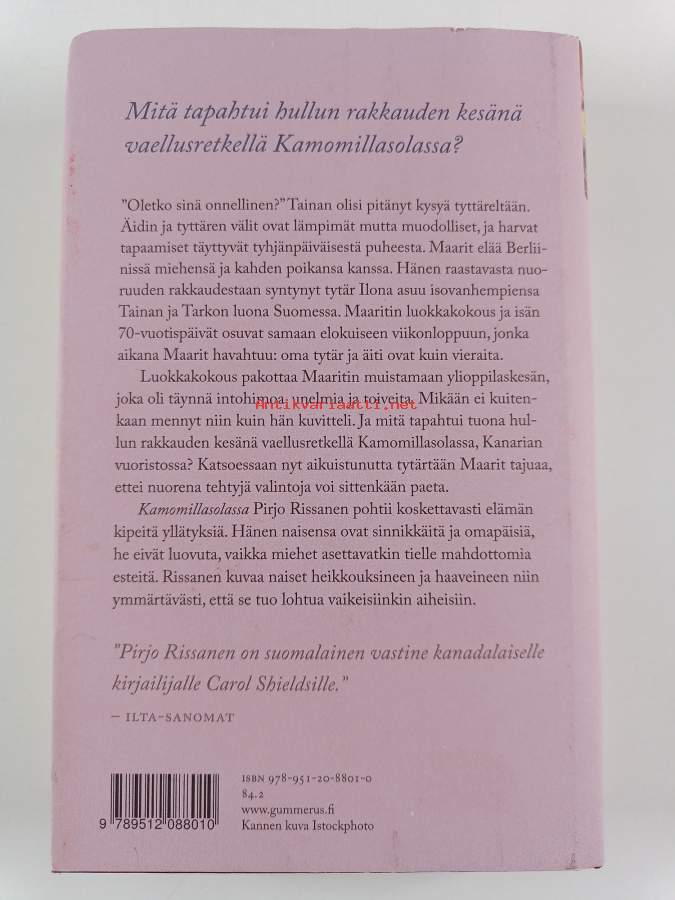 Mitä tapahtui hullun rakkauden kesänä
vaellusretkellä Kamomillasolassa?
"Oletko sinä onnellinen?" Tainan olisi pitänyt kysyä tyttäreltään.
Äidin ja tyttären välit ovat lämpimät mutta muodolliset, ja harvat
tapaamiset täyttyvät tyhjänpäiväisestä puheesta. Maarit elää Berlii-
nissä miehensä ja kahden poikansa kanssa. Hänen raastavasta nuo-
ruuden rakkaudestaan syntynyt tytär Ilona asuu isovanhempiensa
Tainan ja Tarkon luona Suomessa. Maaritin luokkakokous ja isän
70-vuotispäivät osuvat samaan elokuiseen viikonloppuun, jonka
aikana Maarit havahtuu: oma tytär ja äiti ovat kuin vieraita.
Luokkakokous pakottaa Maaritin muistamaan ylioppilaskesän,
joka oli täynnä intohimoa, unelmia ja toiveita. Mikään ei kuiten-
Antikvariaatti.net
kaan mennyt niin kuin hän kuvitteli. Ja mitä tapahtui tuona hul-
lun rakkauden kesänä vaellusretkellä Kamomillasolassa, Kanarian
vuoristossa? Katsoessaan nyt aikuistunutta tytärtään Maarit tajuaa,
ettei nuorena tehtyjä valintoja voi sittenkään paeta.
Kamomillasolassa Pirjo Rissanen pohtii koskettavasti elämän
kipeitä yllätyksiä. Hänen naisensa ovat sinnikkäitä ja omapäisiä,
he eivät luovuta, vaikka miehet asettavatkin tielle mahdottomia
esteitä. Rissanen kuvaa naiset heikkouksineen ja haaveineen niin
ymmärtävästi, että se tuo lohtua vaikeisiinkin aiheisiin.
"Pirjo Rissanen on suomalainen vastine kanadalaiselle
kirjailijalle Carol Shieldsille."
– ILTA-SANOMAT
ISBN 978-951-20-8801-0
84.2
www.gummerus.fi
Kannen kuva Istockphoto
9 789512 088010